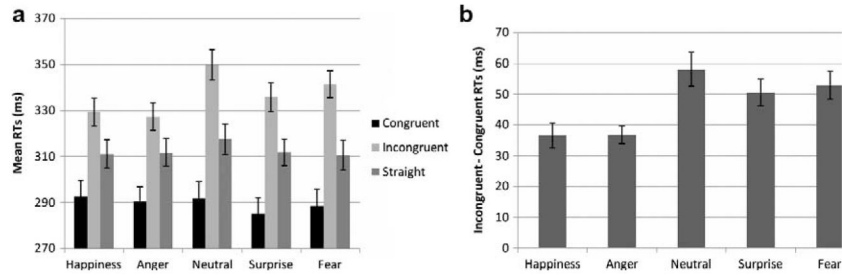 a
Mean RTs (ms)
370
350
330
310
290
270
Happiness Anger Neutral Surprise Fear
Congruent
Incongruent
Straight
b
Incongruent - Congruent RTs (ms)
70
60
50
40
30
20
10
0
Happiness Anger Neutral Surprise Fear